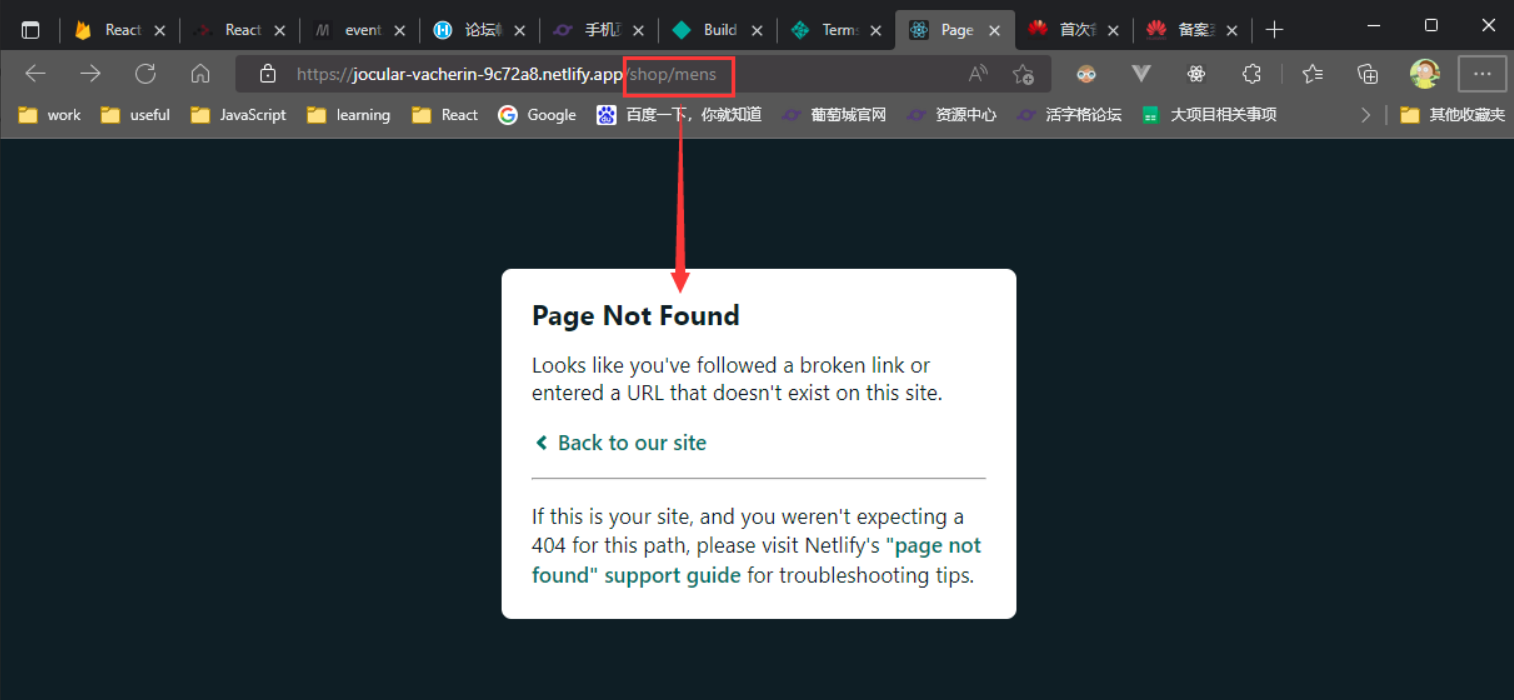 React
React
event
论坛
手机
Build
Term
Page
首次
备案
https://jocular-vacherin-9c72a8.netlify.app/shop/mens
work
useful
JavaScript
learning
React
Google
百度一下，你就知道
葡萄城官网
资源中心
活字格论坛
大项目相关事项
其他收藏夹
Page Not Found
Looks like you've followed a broken link or
entered a URL that doesn't exist on this site.
Back to our site
If this is your site, and you weren't expecting a
404 for this path, please visit Netlify's "page not
found" support guide for troubleshooting tips.